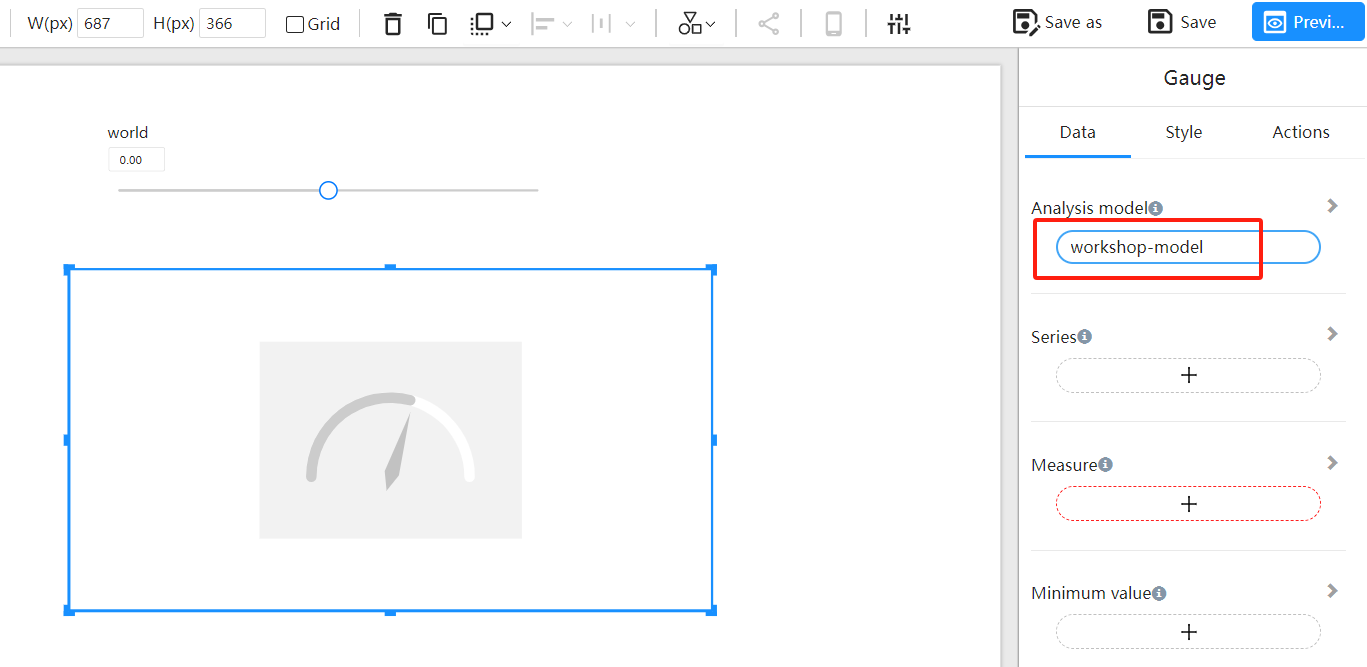 W(px) 687 H(px) 366 Grid Save as Save Previ...
world
0.00
Gauge
Data Style Actions
Analysis model
workshop-model
Series
+
Measure
+
Minimum value
+